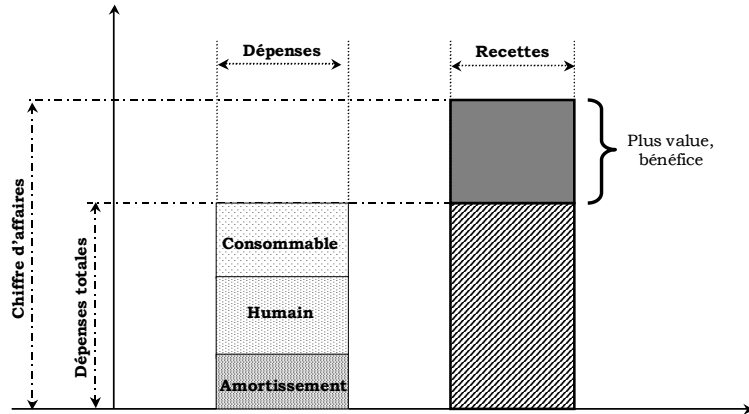 Dépenses
Recettes
Plus value,
bénéfice
Chiffre d'affaires
Dépenses totales
Consommable
Humain
Amortissement